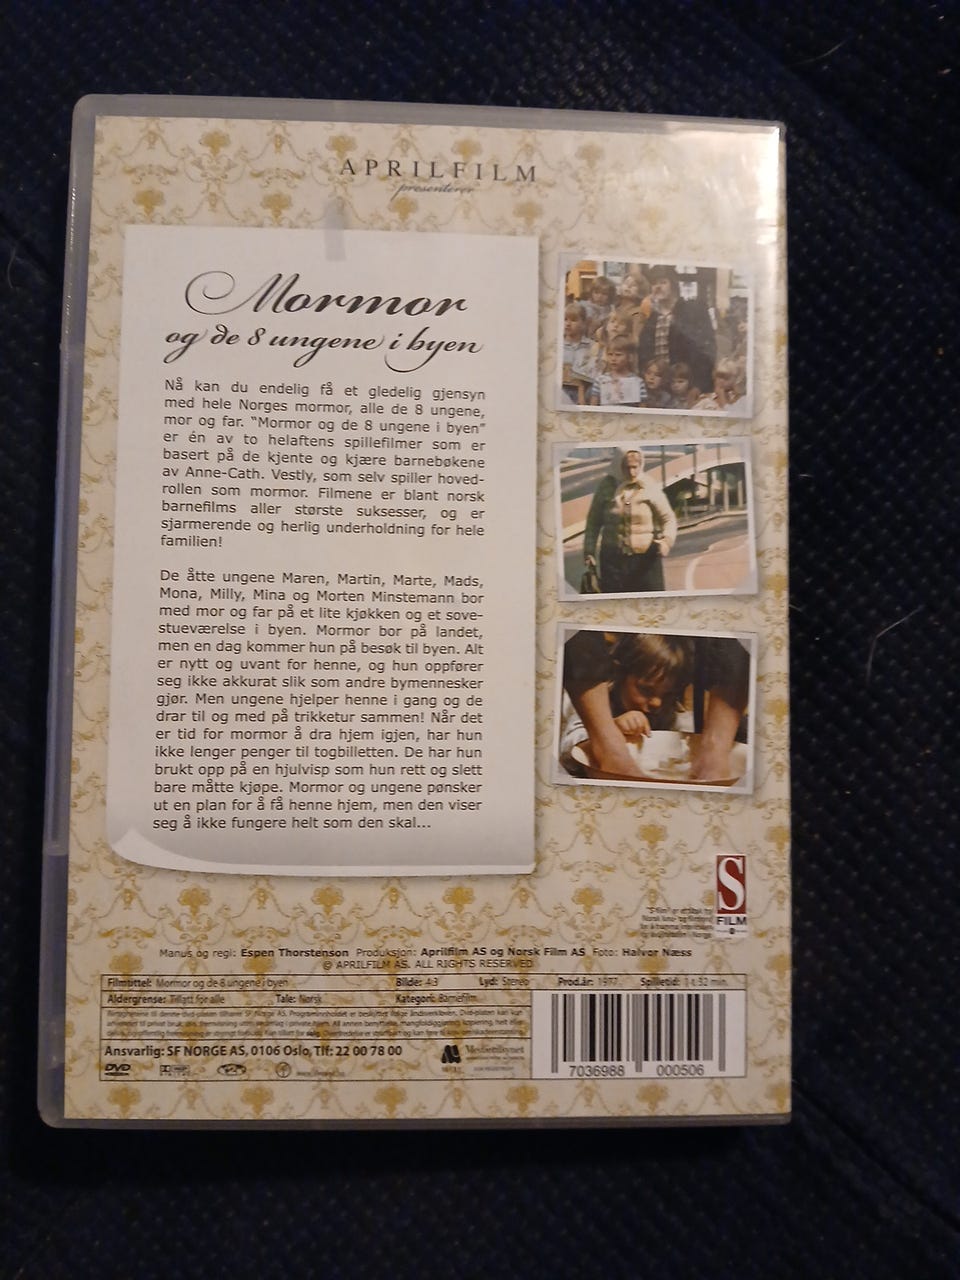 APRILFILM
presenterer
Mormor
og de 8 ungene i byen
Nå kan du endelig få et gledelig gjensyn
med hele Norges mormor, alle de 8 ungene,
mor og far. "Mormor og de 8 ungene i byen"
er én av to helaftens spillefilmer som er
basert på de kjente og kjære barnebøkene
av Anne-Cath. Vestly, som selv spiller hoved-
rollen som mormor. Filmene er blant norsk
barnefilms aller største suksesser, og er
sjarmerende og herlig underholdning for hele
familien!
De åtte ungene Maren, Martin, Marte, Mads,
Mona, Milly, Mina og Morten Minstemann bor
med mor og far på et lite kjøkken og et sove-
stueværelse i byen. Mormor bor på landet,
men en dag kommer hun på besøk til byen. Alt
er nytt og uvant for henne, og hun oppfører
seg ikke akkurat slik som andre bymennesker
gjør. Men ungene hjelper henne i gang og de
drar til og med på trikketur sammen! Når det
er tid for mormor å dra hjem igjen, har hun
ikke lenger penger til togbilletten. De har hun
brukt opp på en hjulvisp som hun rett og slett
bare måtte kjøpe. Mormor og ungene pønsker
ut en plan for å få henne hjem, men den viser
seg å ikke fungere helt som den skal...
S
FILM
Manus og regi: Espen Thorstenson Produksjon: Aprilfilm AS og Norsk Film AS Foto: Halvor Næss
© APRILFILM AS. ALL RIGHTS RESERVED
Filmtittel: Mormor og de 8 ungene i byen Bilde: 4:3 Lyd: Stereo Prod.år: 1977 Spilletid: 1 t 32 min.
Aldergrense: Tillatt for alle Tale: Norsk Kategori: Barnefilm
Ansvarlig: SF NORGE AS, 0106 Oslo, Tlf: 22 00 78 00
Medietilsynet
DVD
7036988 000506